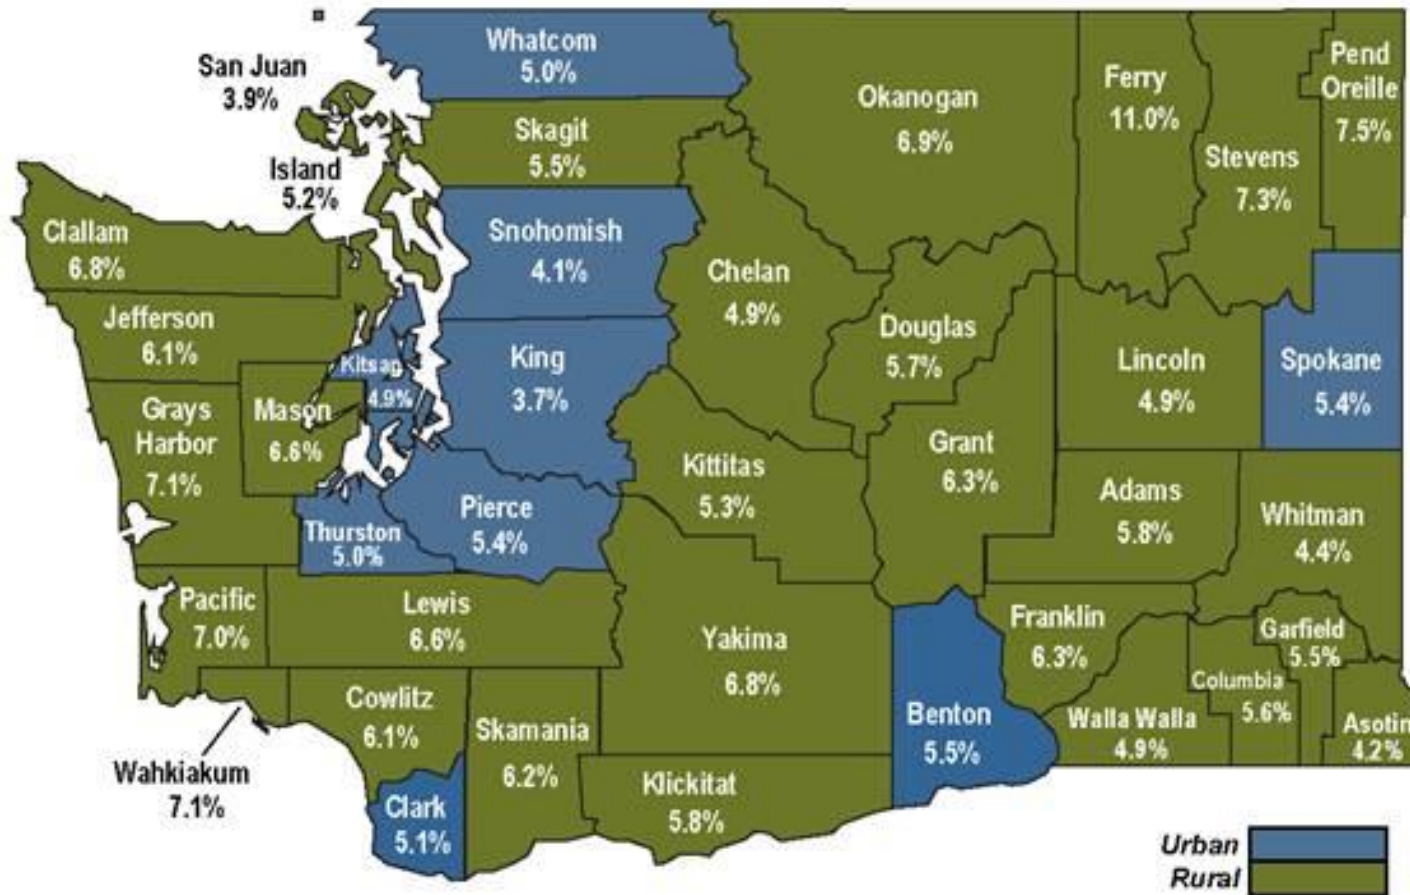 Whatcom
5.0%
San Juan
3.9%
Skagit
5.5%
Island
5.2%
Okanogan
6.9%
Ferry
11.0%
Pend
Oreille
7.5%
Stevens
7.3%
Clallam
6.8%
Snohomish
4.1%
Chelan
4.9%
Jefferson
6.1%
Kitsap
4.9%
King
3.7%
Douglas
5.7%
Lincoln
4.9%
Spokane
5.4%
Grays
Harbor
7.1%
Mason
6.6%
Kittitas
5.3%
Grant
6.3%
Adams
5.8%
Whitman
4.4%
Thurston
5.0%
Pierce
5.4%
Pacific
7.0%
Lewis
6.6%
Yakima
6.8%
Franklin
6.3%
Garfield
5.5%
Columbia
5.6%
Cowlitz
6.1%
Skamania
6.2%
Benton
5.5%
Walla Walla
4.9%
Asotin
4.2%
Wahkiakum
7.1%
Clark
5.1%
Klickitat
5.8%
Urban
Rural